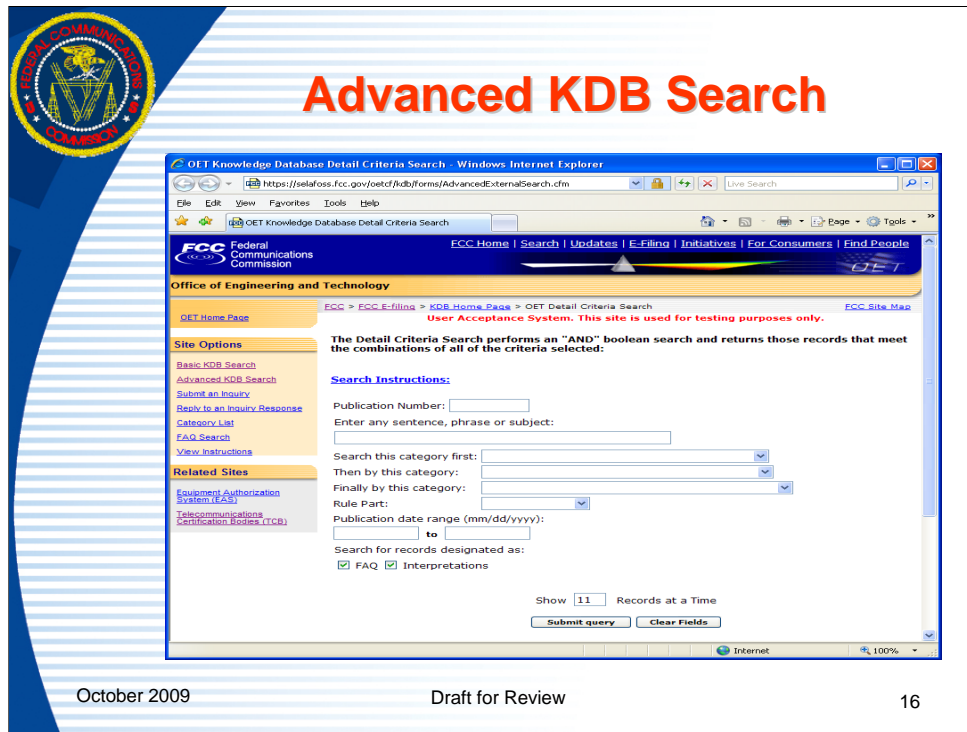 FEDERAL COMMUNICATIONS COMMISSION
Advanced KDB Search
OET Knowledge Database Detail Criteria Search - Windows Internet Explorer
https://selafoss.fcc.gov/oetcf/kdb/forms/AdvancedExternalSearch.cfm
Live Search
File Edit View Favorites Tools Help
OET Knowledge Database Detail Criteria Search
Page Tools
FCC Federal Communications Commission
FCC Home | Search | Updates | E-Filing | Initiatives | For Consumers | Find People
OET
Office of Engineering and Technology
FCC > FCC E-filing > KDB Home Page > OET Detail Criteria Search
FCC Site Map
OET Home Page
User Acceptance System. This site is used for testing purposes only.
Site Options
Basic KDB Search
Advanced KDB Search
Submit an Inquiry
Reply to an Inquiry Response
Category List
FAQ Search
View Instructions
Related Sites
Equipment Authorization
System (EAS)
Telecommunications
Certification Bodies (TCB)
The Detail Criteria Search performs an "AND" boolean search and returns those records that meet
the combinations of all of the criteria selected:
Search Instructions:
Publication Number:
Enter any sentence, phrase or subject:
Search this category first:
Then by this category:
Finally by this category:
Rule Part:
Publication date range (mm/dd/yyyy):
to
Search for records designated as:
FAQ Interpretations
Show 11 Records at a Time
Submit query Clear Fields
Internet 100%
October 2009
Draft for Review
16